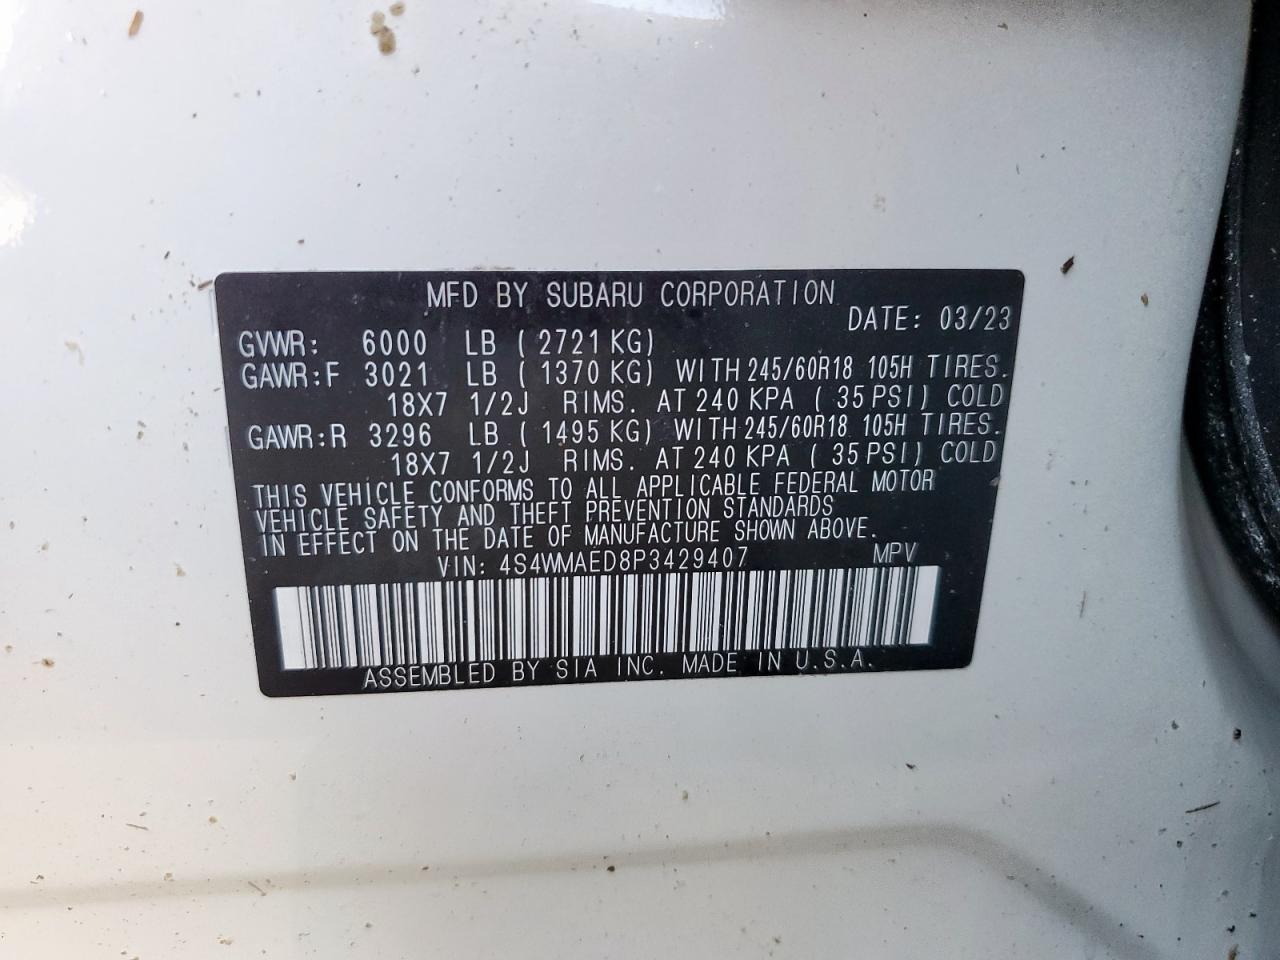 MFD BY SUBARU CORPORATION
DATE: 03/23
GVWR: 6000 LB ( 2721 KG)
GAWR:F 3021 LB ( 1370 KG) WITH 245/60R18 105H TIRES.
18X7 1/2J RIMS. AT 240 KPA ( 35 PSI) COLD
GAWR:R 3296 LB ( 1495 KG) WITH 245/60R18 105H TIRES.
18X7 1/2J RIMS. AT 240 KPA ( 35 PSI) COLD
THIS VEHICLE CONFORMS TO ALL APPLICABLE FEDERAL MOTOR
VEHICLE SAFETY AND THEFT PREVENTION STANDARDS
IN EFFECT ON THE DATE OF MANUFACTURE SHOWN ABOVE.
VIN: 4S4WMAED8P3429407 MPV
ASSEMBLED BY SIA INC. MADE IN U.S.A.